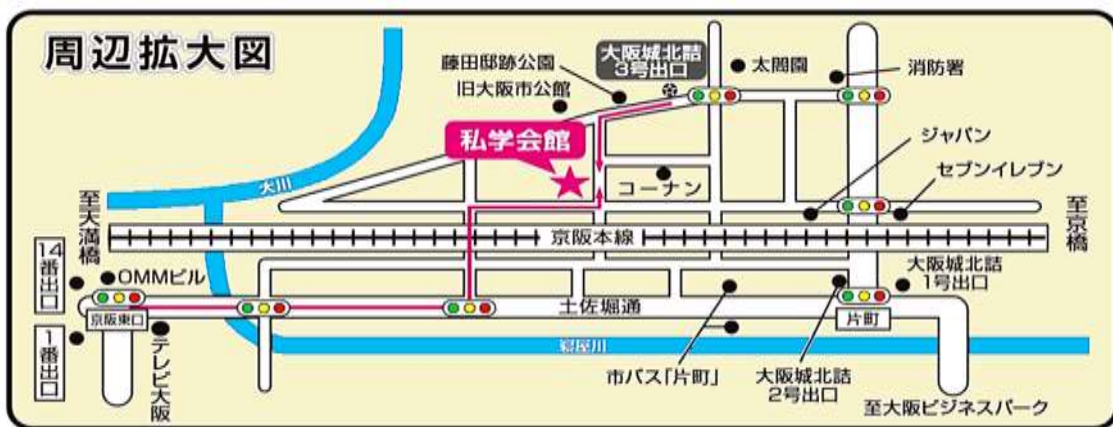 周辺拡大図
藤田邸跡公園
旧大阪市公館
大阪城北詰
3号出口
太閤園
消防署
私学会館
コーナン
ジャパン
セブンイレブン
大川
至天満橋
京阪本線
至京橋
14番出口
OMMビル
京阪東口
1番出口
テレビ大阪
土佐堀通
片町
大阪城北詰
1号出口
寝屋川
市バス「片町」
大阪城北詰
2号出口
至大阪ビジネスパーク